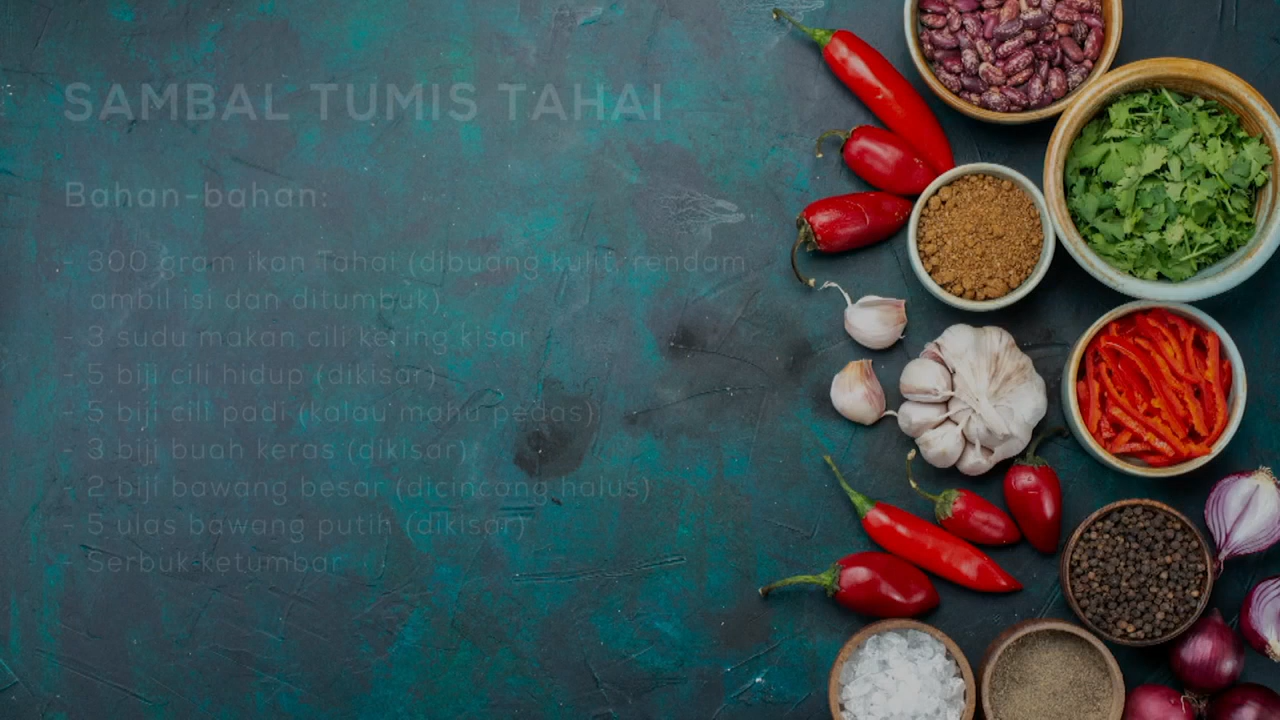 SAMBAL TUMIS TAHAI
Bahan-bahan:
- 300 gram ikan Tahai (dibuang kulit, rendam
ambil isi dan ditumbuk)
- 3 sudu makan cili kering kisar
- 5 biji cili hidup (dikisar)
- 5 biji cili padi (kalau mahu pedas)
- 3 biji buah keras (dikisar)
- 2 biji bawang besar (dicincang halus)
- 5 ulas bawang putih (dikisar)
- Serbuk ketumbar